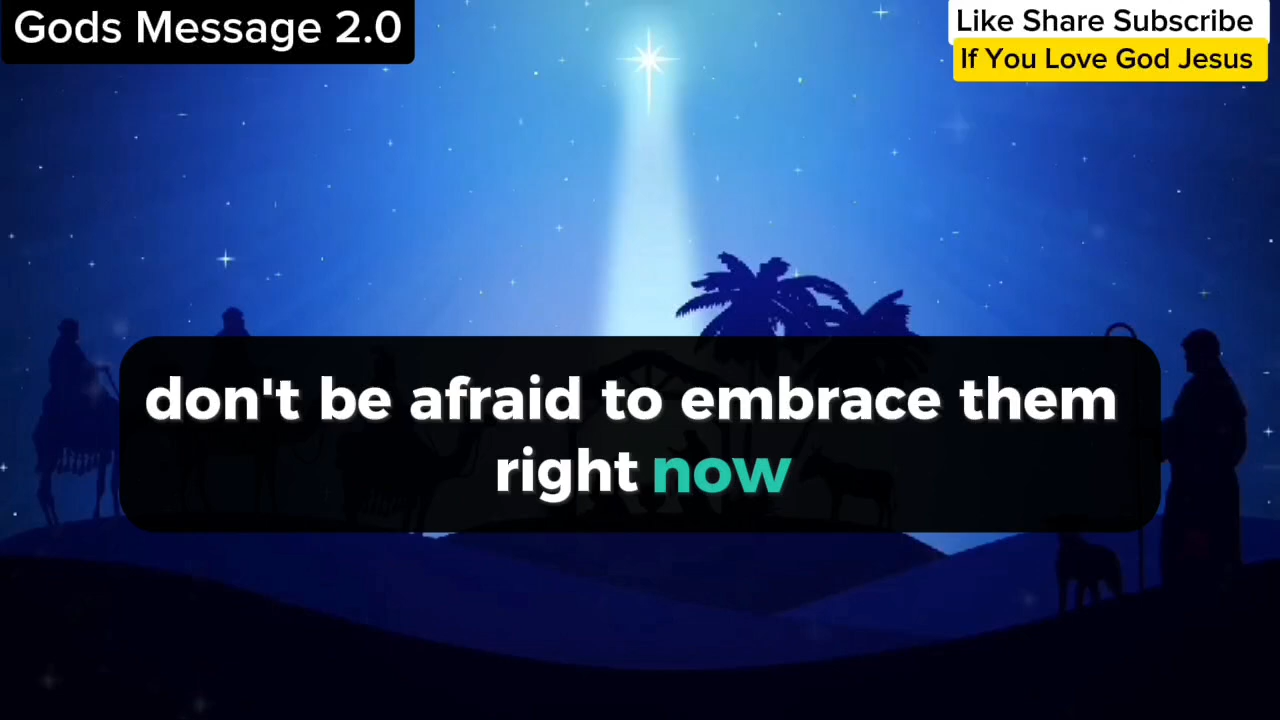 Gods Message 2.0
Like Share Subscribe
If You Love God Jesus
don't be afraid to embrace them
right now